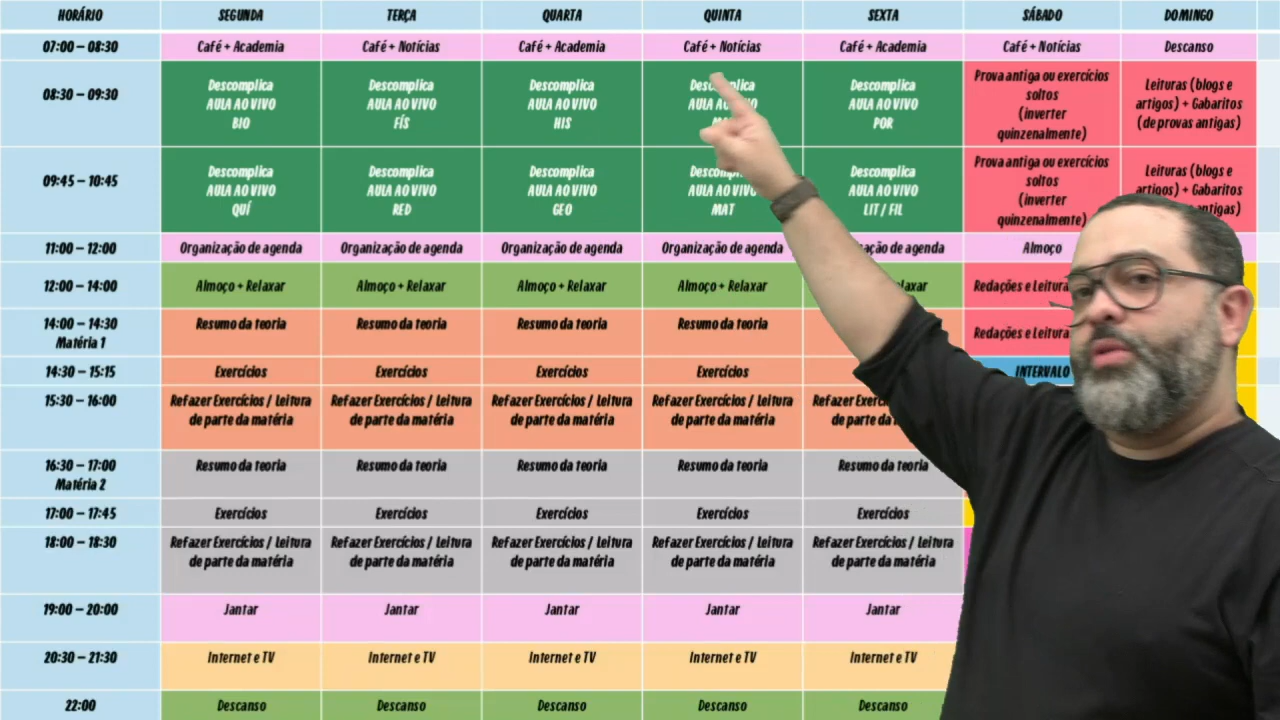 HORÁRIO SEGUNDA TERÇA QUARTA QUINTA SEXTA SÁBADO DOMINGO
07:00 – 08:30 Café + Academia Café + Notícias Café + Academia Café + Notícias Café + Academia Café + Notícias Descanso
08:30 – 09:30
Descomplica
AULA AO VIVO
BIO
Descomplica
AULA AO VIVO
FÍS
Descomplica
AULA AO VIVO
HIS
Descomplica
AULA AO VIVO
Descomplica
AULA AO VIVO
POR
Prova antiga ou exercícios
soltos
(inverter
quinzenalmente)
Leituras (blogs e
artigos) + Gabaritos
(de provas antigas)
09:45 – 10:45
Descomplica
AULA AO VIVO
QUÍ
Descomplica
AULA AO VIVO
RED
Descomplica
AULA AO VIVO
GEO
Descomplica
AULA AO VIVO
MAT
Descomplica
AULA AO VIVO
LIT / FIL
Prova antiga ou exercícios
soltos
(inverter
quinzenalmente)
Leituras (blogs e
artigos) + Gabaritos
antigas)
11:00 – 12:00 Organização de agenda Organização de agenda Organização de agenda Organização de agenda de agenda Almoço
12:00 – 14:00 Almoço + Relaxar Almoço + Relaxar Almoço + Relaxar Almoço + Relaxar Redações e
14:00 – 14:30
Matéria 1
Resumo da teoria Resumo da teoria Resumo da teoria Resumo da teoria Redações e
14:30 – 15:15 Exercícios Exercícios Exercícios Exercícios INTERVALO
15:30 – 16:00
Refazer Exercícios / Leitura
de parte da matéria
Refazer Exercícios / Leitura
de parte da matéria
Refazer Exercícios / Leitura
de parte da matéria
Refazer Exercícios / Leitura
de parte da matéria
Refazer
de parte
16:30 – 17:00
Matéria 2
Resumo da teoria Resumo da teoria Resumo da teoria Resumo da teoria Resumo da teoria
17:00 – 17:45 Exercícios Exercícios Exercícios Exercícios Exercícios
18:00 – 18:30
Refazer Exercícios / Leitura
de parte da matéria
Refazer Exercícios / Leitura
de parte da matéria
Refazer Exercícios / Leitura
de parte da matéria
Refazer Exercícios / Leitura
de parte da matéria
Refazer Exercícios / Leitura
de parte da matéria
19:00 – 20:00 Jantar Jantar Jantar Jantar Jantar
20:30 – 21:30 Internet e TV Internet e TV Internet e TV Internet e TV Internet e TV
22:00 Descanso Descanso Descanso Descanso Descanso